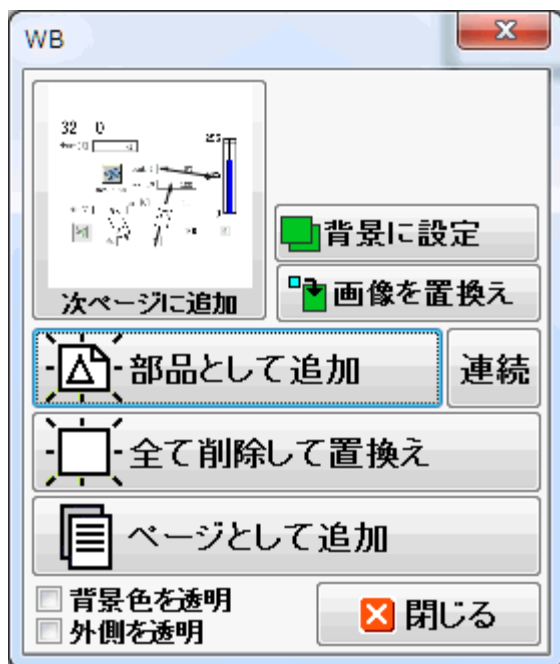 WB
32 0
255
次ページに追加
背景に設定
画像を置換え
部品として追加
連続
全て削除して置換え
ページとして追加
背景色を透明
外側を透明
閉じる